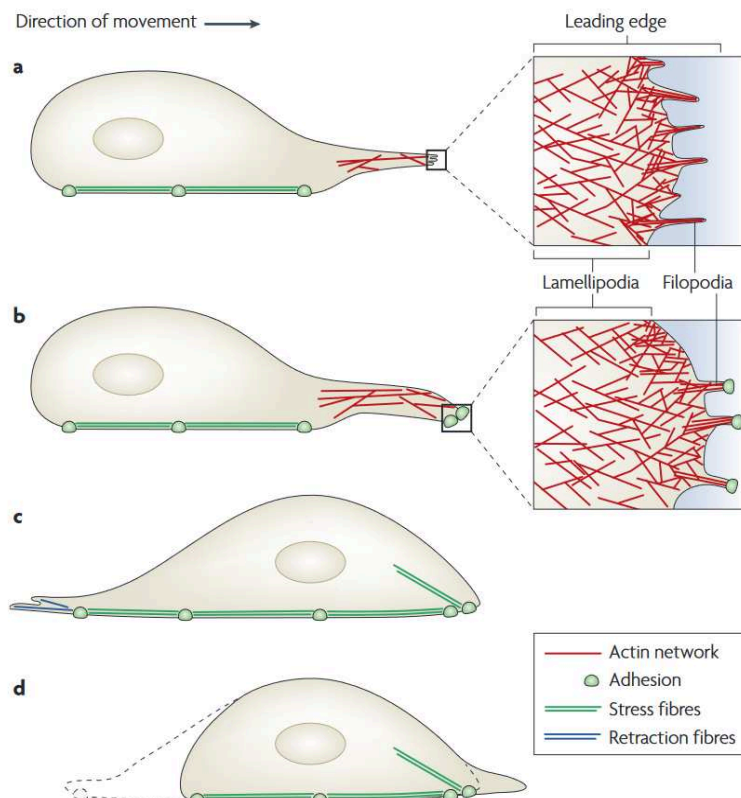 Direction of movement
Leading edge
a
Lamellipodia
Filopodia
b
c
d
Actin network
Adhesion
Stress fibres
Retraction fibres